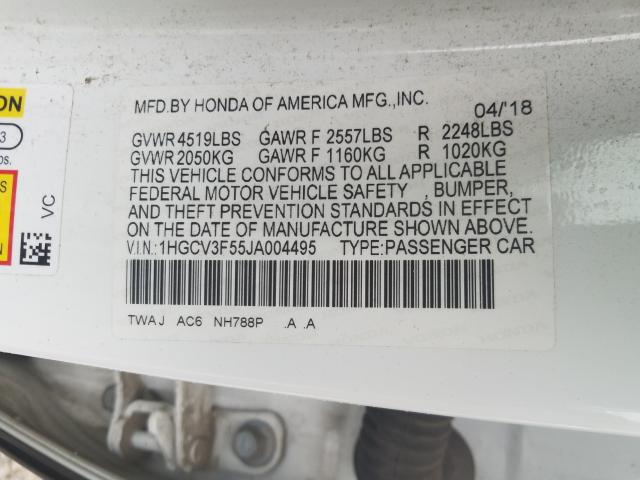 MFD.BY HONDA OF AMERICA MFG.,INC. 04/'18
GVWR 4519LBS GAWR F 2557LBS R 2248LBS
GVWR 2050KG GAWR F 1160KG R 1020KG
THIS VEHICLE CONFORMS TO ALL APPLICABLE
FEDERAL MOTOR VEHICLE SAFETY , BUMPER,
AND THEFT PREVENTION STANDARDS IN EFFECT
ON THE DATE OF MANUFACTURE SHOWN ABOVE.
V.I.N.:1HGCV3F55JA004495 TYPE:PASSENGER CAR
TWAJ AC6 NH788P .A .A
ON
3
s.
S
VC